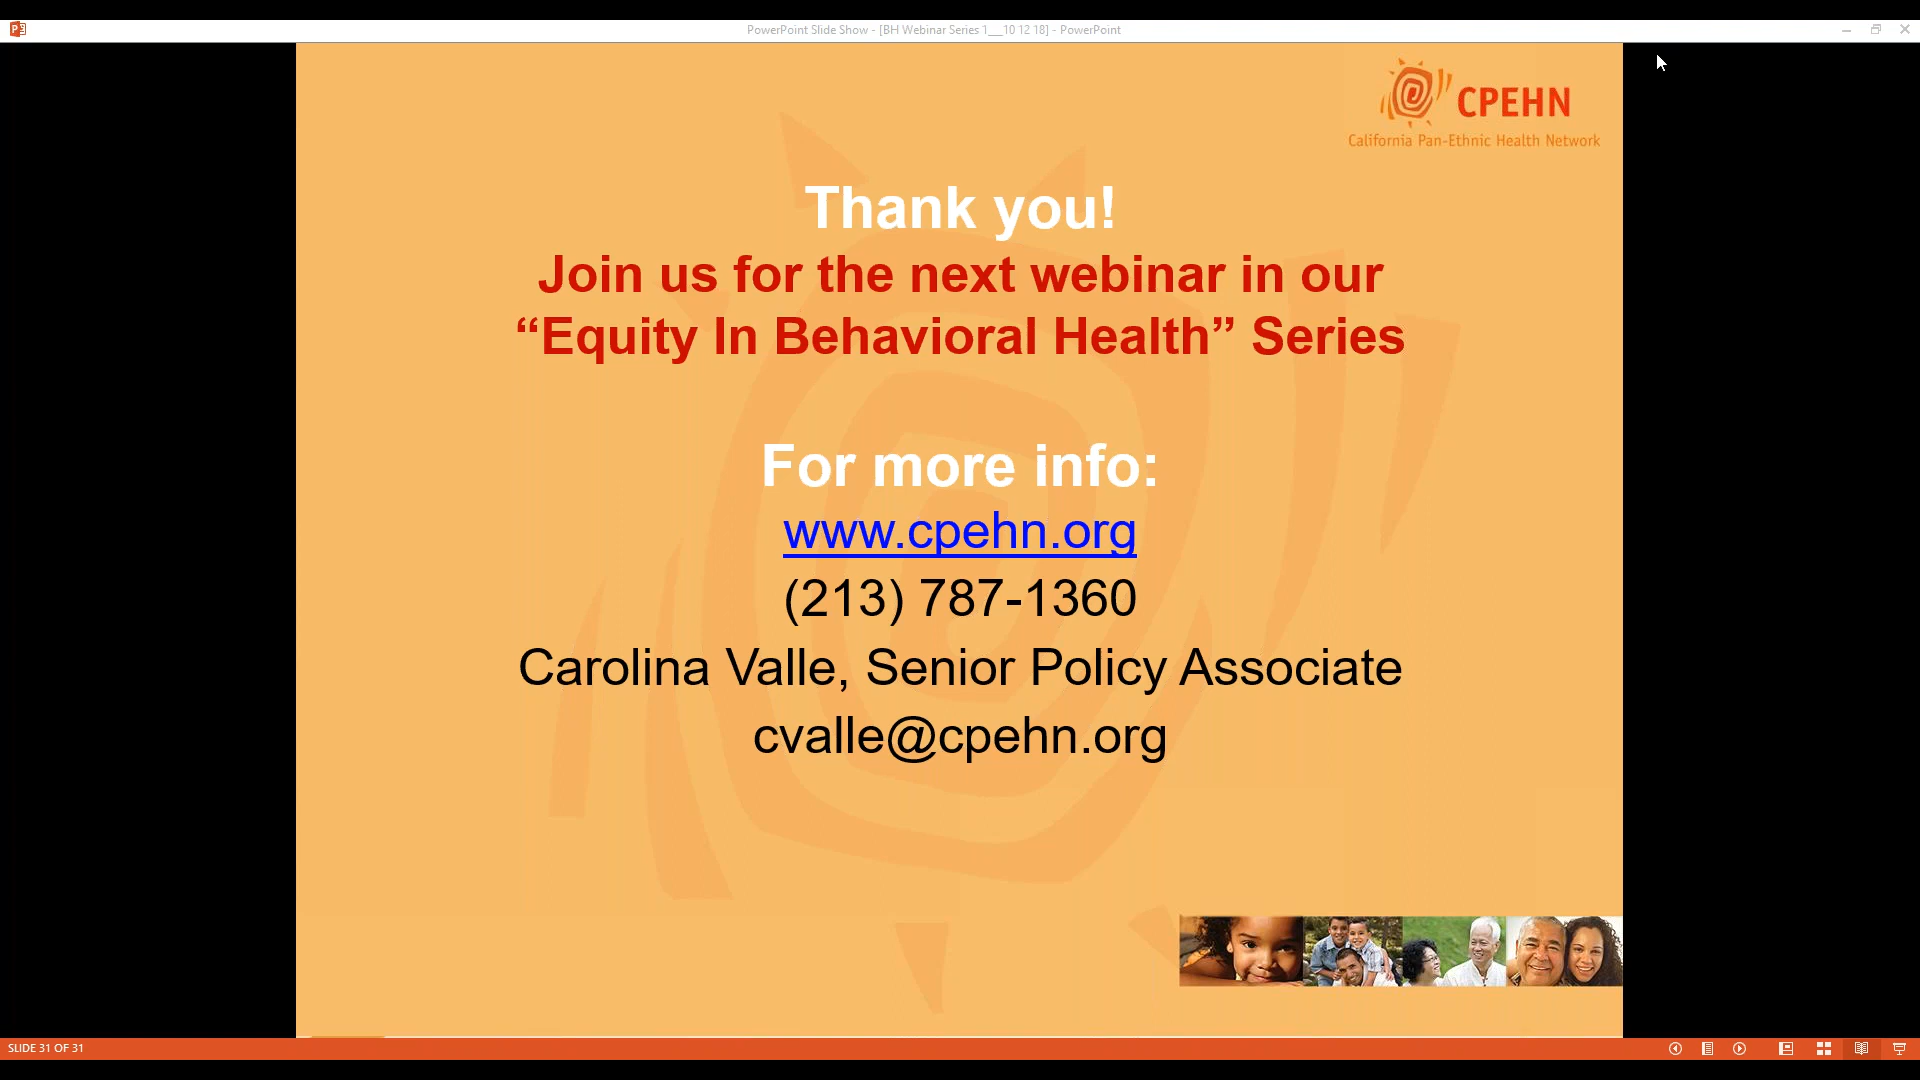 PowerPoint Slide Show - [BH Webinar Series 1___10 12 18] - PowerPoint
CPEHN
California Pan-Ethnic Health Network
Thank you!
Join us for the next webinar in our
“Equity In Behavioral Health” Series
For more info:
www.cpehn.org
(213) 787-1360
Carolina Valle, Senior Policy Associate
cvalle@cpehn.org
SLIDE 31 OF 31